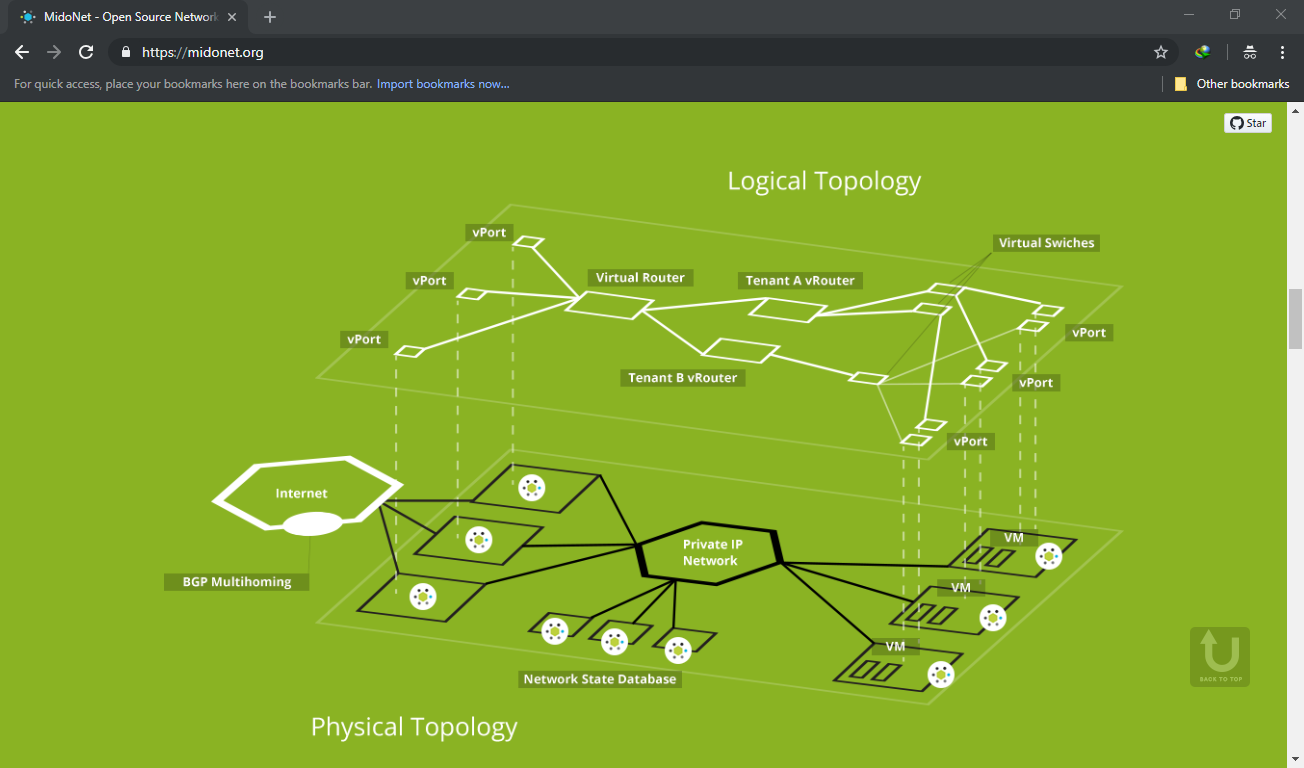 MidoNet - Open Source Network
https://midonet.org
For quick access, place your bookmarks here on the bookmarks bar. Import bookmarks now...
Other bookmarks
Star
Logical Topology
vPort
Virtual Swiches
vPort
Virtual Router
Tenant A vRouter
vPort
vPort
Tenant B vRouter
vPort
vPort
Internet
VM
Private IP
Network
BGP Multihoming
VM
VM
Network State Database
BACK TO TOP
Physical Topology